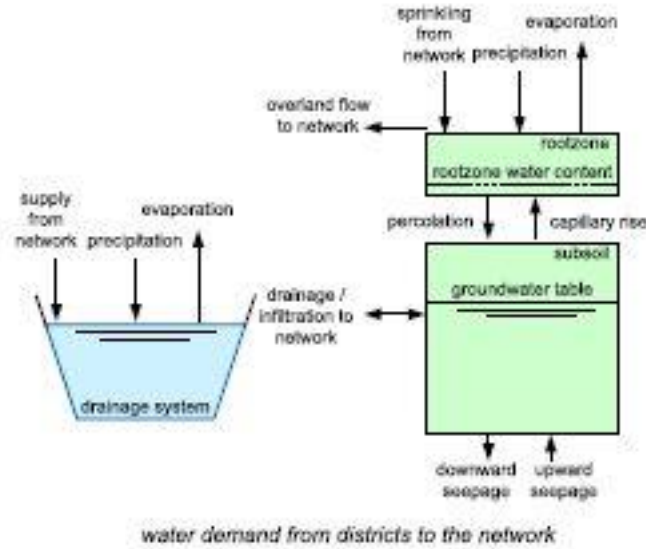 sprinkling
from
network
precipitation
evaporation
overland flow
to network
rootzone
rootzone water content
percolation
capillary rise
subsoil
groundwater table
supply
from
network
precipitation
evaporation
drainage /
infiltration to
network
drainage system
downward
seepage
upward
seepage
water demand from districts to the network